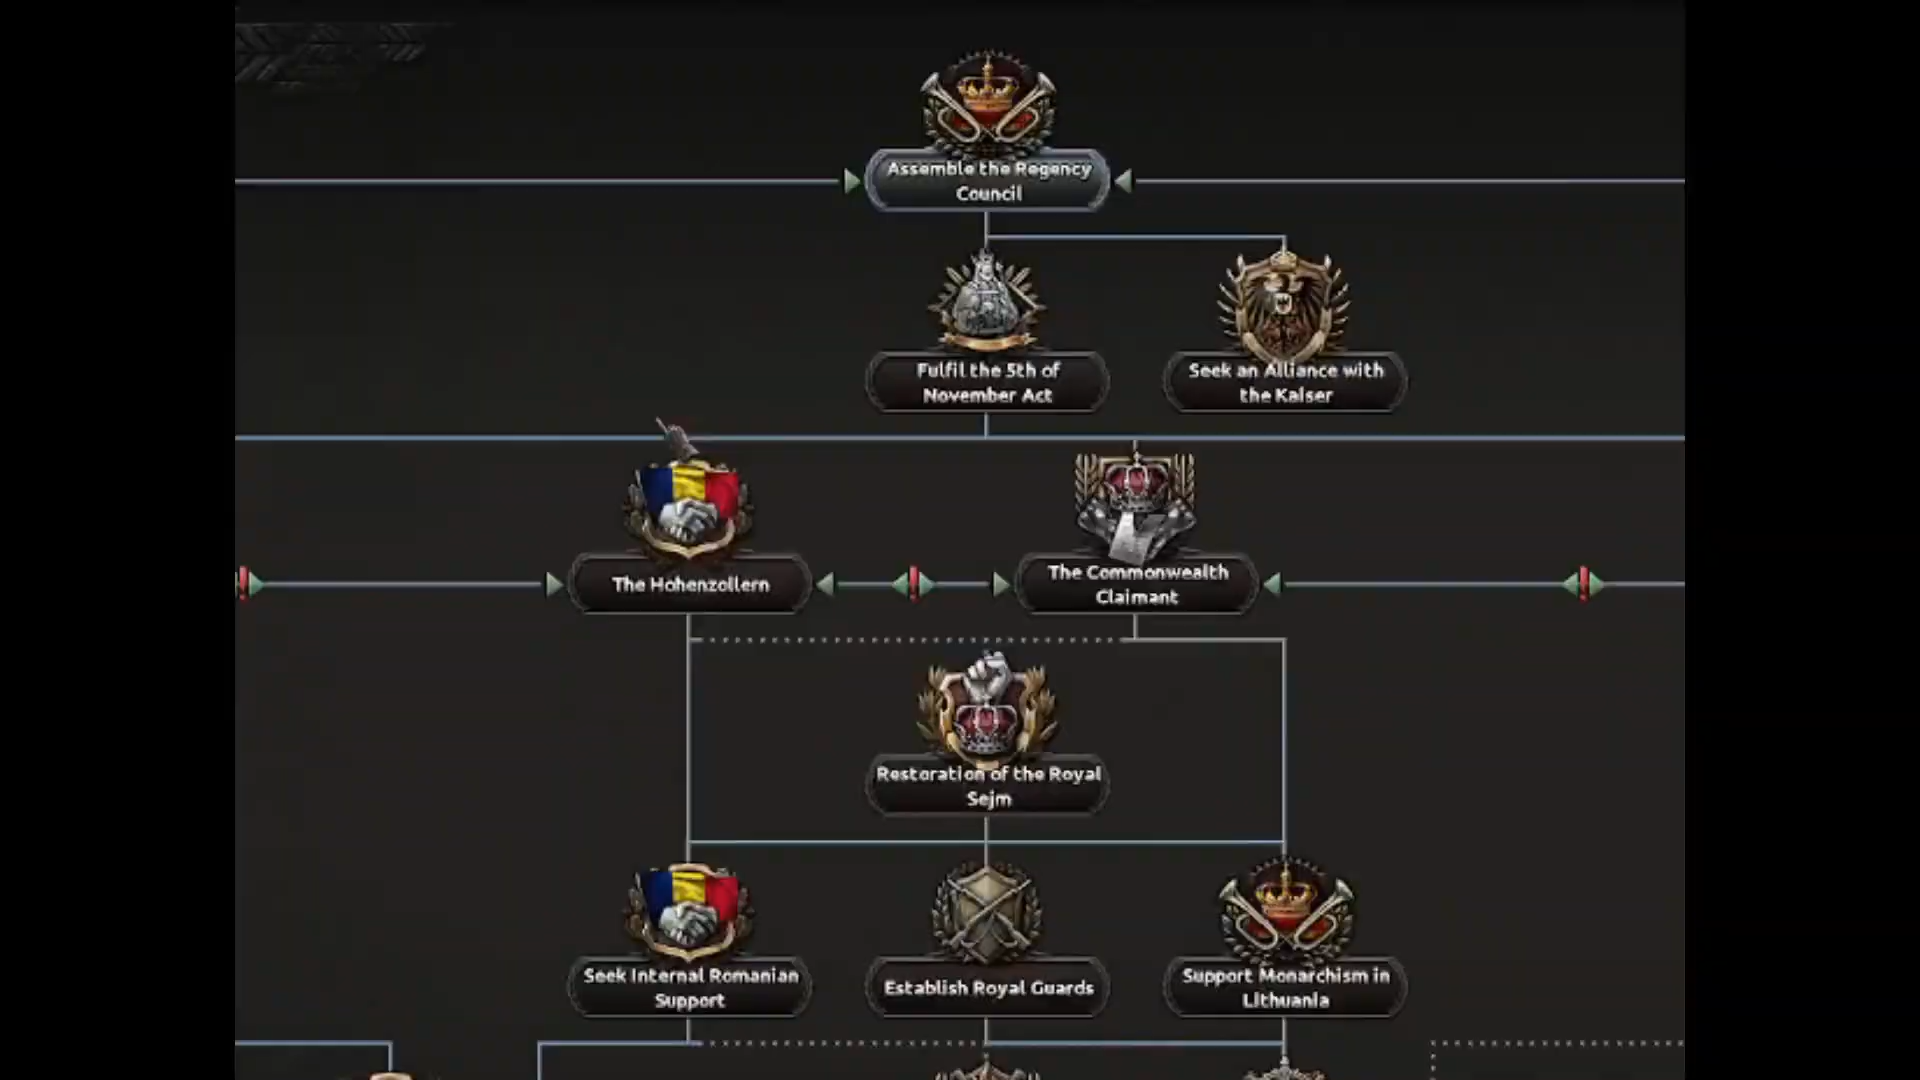 Assemble the Regency
Council
Fulfil the 5th of
November Act
Seek an Alliance with
the Kaiser
The Hohenzollern
The Commonwealth
Claimant
Restoration of the Royal
Sejm
Seek Internal Romanian
Support
Establish Royal Guards
Support Monarchism in
Lithuania